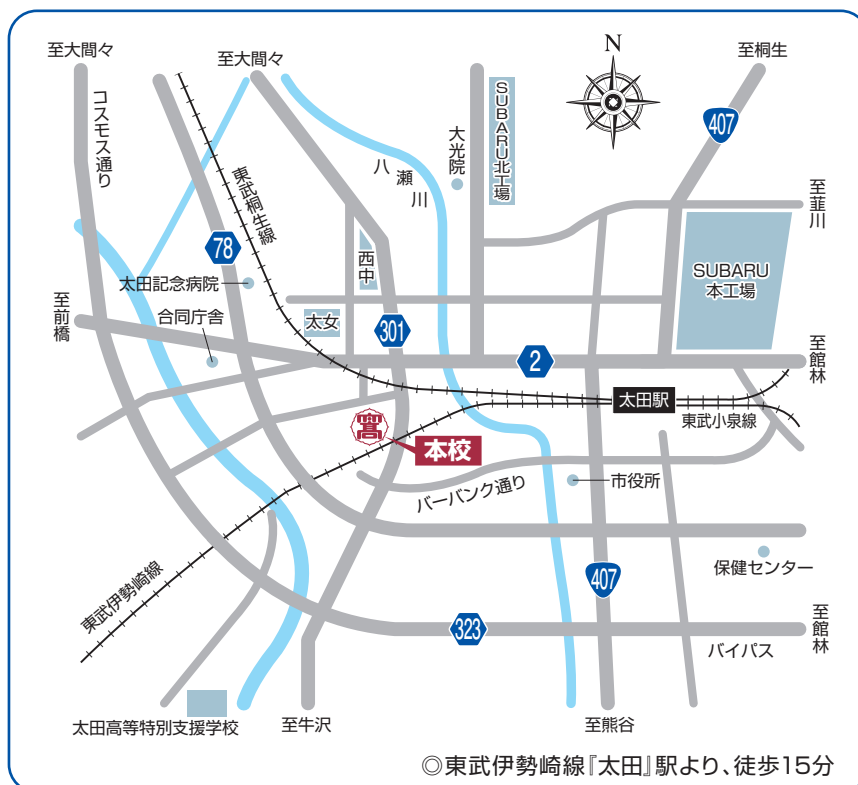 至大間々
至大間々
N
至桐生
コスモス通り
東武桐生線
八瀬川
大光院
SUBARU北工場
407
至韮川
78
太田記念病院
西中
SUBARU
本工場
至前橋
合同庁舎
太女
301
2
至館林
太田駅
東武小泉線
高
本校
バーバンク通り
市役所
東武伊勢崎線
407
保健センター
323
バイパス
至館林
太田高等特別支援学校
至牛沢
至熊谷
◎東武伊勢崎線『太田』駅より、徒歩15分